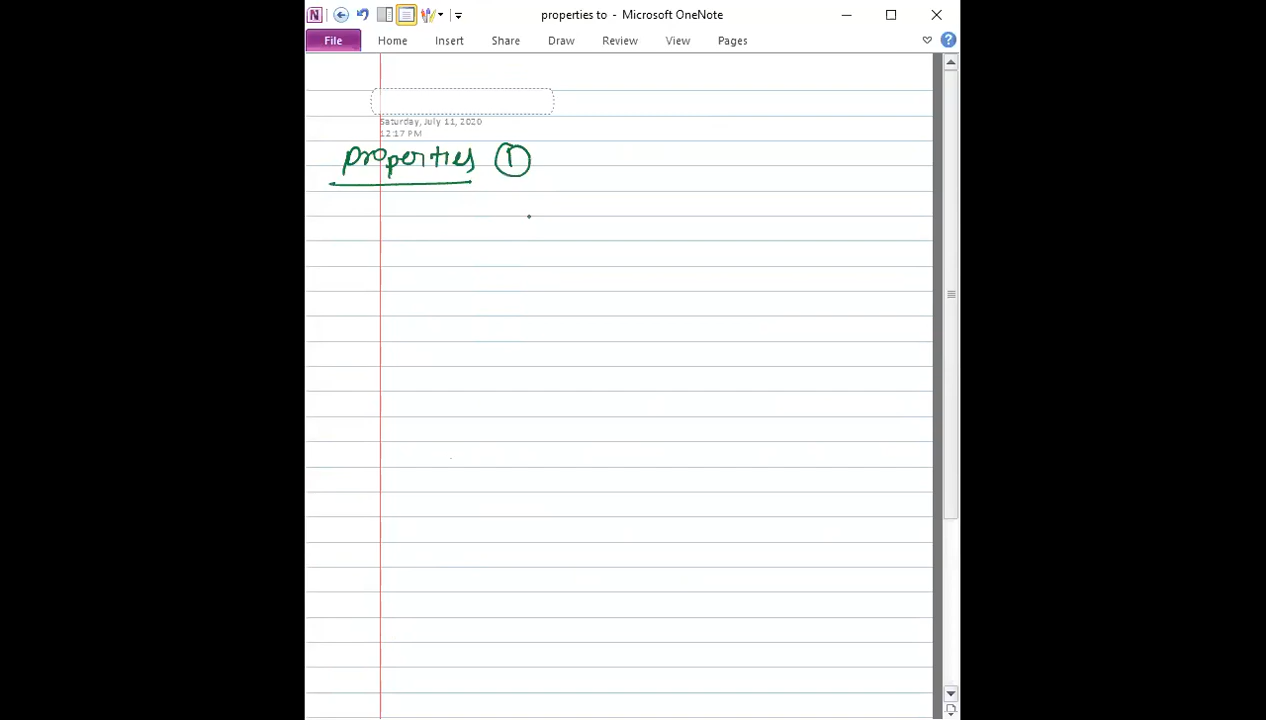 properties to - Microsoft OneNote
File Home Insert Share Draw Review View Pages
Saturday, July 11, 2020
12:17 PM
properties ①